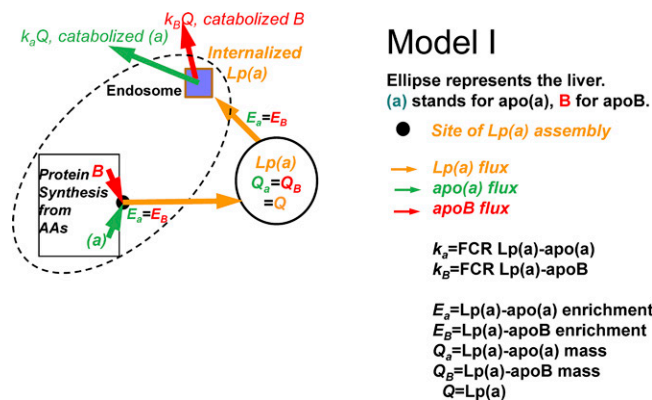 k_aQ, catabolized (a)
k_BQ, catabolized B
Internalized
Lp(a)
Endosome
E_a=E_B
Lp(a)
Q_a=Q_B
=Q
Protein
Synthesis
from
AAs
B
(a)
E_a=E_B
Model I
Ellipse represents the liver.
(a) stands for apo(a), B for apoB.
Site of Lp(a) assembly
Lp(a) flux
apo(a) flux
apoB flux
k_a=FCR Lp(a)-apo(a)
k_B=FCR Lp(a)-apoB
E_a=Lp(a)-apo(a) enrichment
E_B=Lp(a)-apoB enrichment
Q_a=Lp(a)-apo(a) mass
Q_B=Lp(a)-apoB mass
Q=Lp(a)